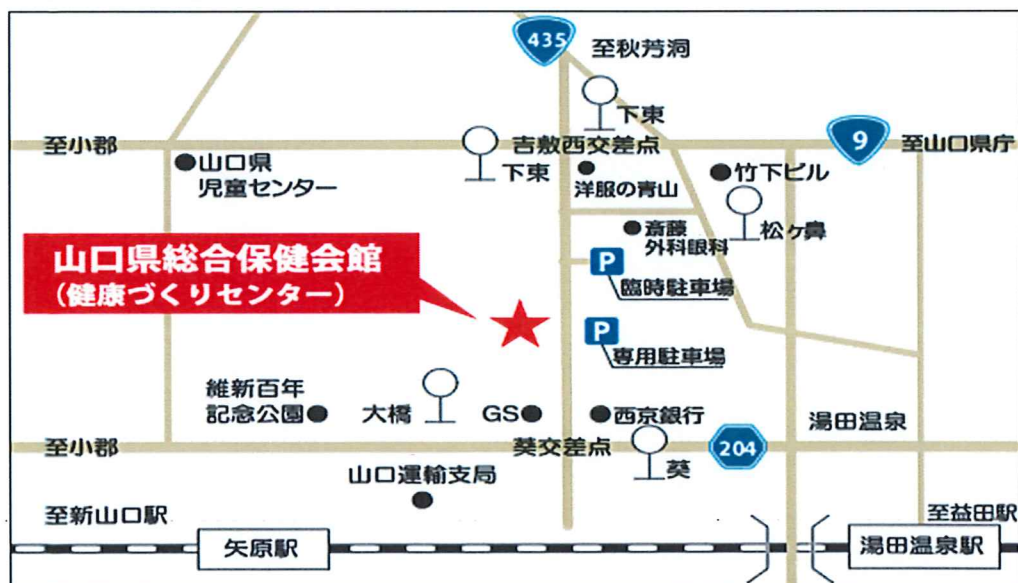 435
至秋芳洞
下東
至小郡
吉敷西交差点
9
至山口県庁
山口県
児童センター
下東
洋服の青山
竹下ビル
斎藤
外科眼科
松ヶ鼻
山口県総合保健会館
(健康づくりセンター)
P
臨時駐車場
P
専用駐車場
維新百年
記念公園
大橋
GS
西京銀行
湯田温泉
至小郡
葵交差点
葵
204
山口運輸支局
至新山口駅
至益田駅
矢原駅
湯田温泉駅